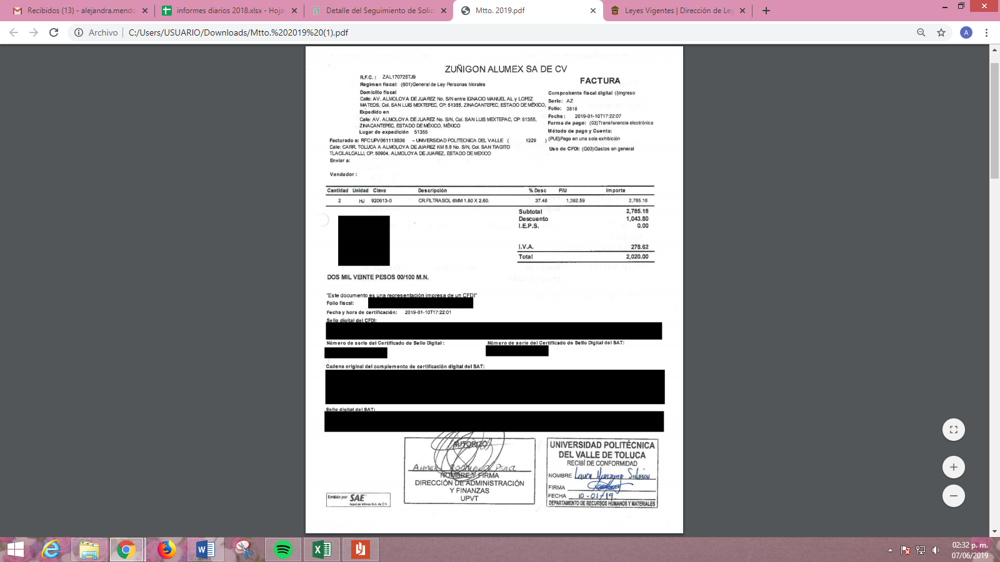 Recibidos (13) - alejandra.mendo
informes diarios 2018.xlsx - Hoja
Detalle del Seguimiento de Solici
Mtto. 2019.pdf
Leyes Vigentes | Dirección de Leg
Archivo
C:/Users/USUARIO/Downloads/Mtto.%202019%20(1).pdf
A
ZUÑIGON ALUMEX SA DE CV
R.F.C. : ZAL170725TJ9
Regimen fiscal: (601)General de Ley Personas Morales
Domicilio fiscal
Calle: AV. ALMOLOYA DE JUAREZ No. S/N entre IGNACIO MANUEL AL y LOPEZ
MATEOS, Col. SAN LUIS MEXTEPEC, CP: 51355, ZINACANTEPEC, ESTADO DE MÉXICO,
Expedido en
Calle: AV. ALMOLOYA DE JUAREZ No. S/N, Col. SAN LUIS MEXTEPAC, CP: 51355,
ZINACANTEPEC, ESTADO DE MÉXICO, MÉXICO
Lugar de expedición 51355
FACTURA
Comprobante fiscal digital (I)Ingreso
Serie: AZ
Folio: 3818
Fecha : 2019-01-10T17:22:07
Forma de pago: (03)Transferencia electrónica
Método de pago y Cuenta:
(PUE)Pago en una sola exhibición
Uso de CFDI: (G03)Gastos en general
Facturado a: RFC:UPV061113B38 - UNIVERSIDAD POLITECNICA DEL VALLE ( 1229 )
Calle: CARR. TOLUCA A ALMOLOYA DE JUAREZ KM 5.6 No. S/N, Col. SAN TIAGITO
TLACILALCALLI, CP: 50904, ALMOLOYA DE JUAREZ, ESTADO DE MEXICO
Enviar a:
Vendedor :
Cantidad Unidad Clave Descripción % Desc P/U Importe
2 HJ 920613-0 CR.FILTRASOL 6MM 1.80 X 2.60. 37.48 1,392.59 2,785.18
Subtotal 2,785.18
Descuento 1,043.80
I.E.P.S. 0.00
I.V.A. 278.62
Total 2,020.00
DOS MIL VEINTE PESOS 00/100 M.N.
"Este documento es una representación impresa de un CFDI"
Folio fiscal:
Fecha y hora de certificación: 2019-01-10T17:22:01
Sello digital del CFDI:
Número de serie del Certificado de Sello Digital :
Número de serie del Certificado de Sello Digital del SAT:
Cadena original del complemento de certificación digital del SAT:
Sello digital del SAT:
AUTORIZO
NOMBRE Y FIRMA
DIRECCIÓN DE ADMINISTRACIÓN
Y FINANZAS
UPVT
UNIVERSIDAD POLITÉCNICA
DEL VALLE DE TOLUCA
RECIBÍ DE CONFORMIDAD
NOMBRE Laura Manzano Salinas
FIRMA
FECHA 10-01/19.
DEPARTAMENTO DE RECURSOS HUMANOS Y MATERIALES
Emitido por: SAE
Aspel de México S.A. de C.V.
02:32 p. m.
07/06/2019